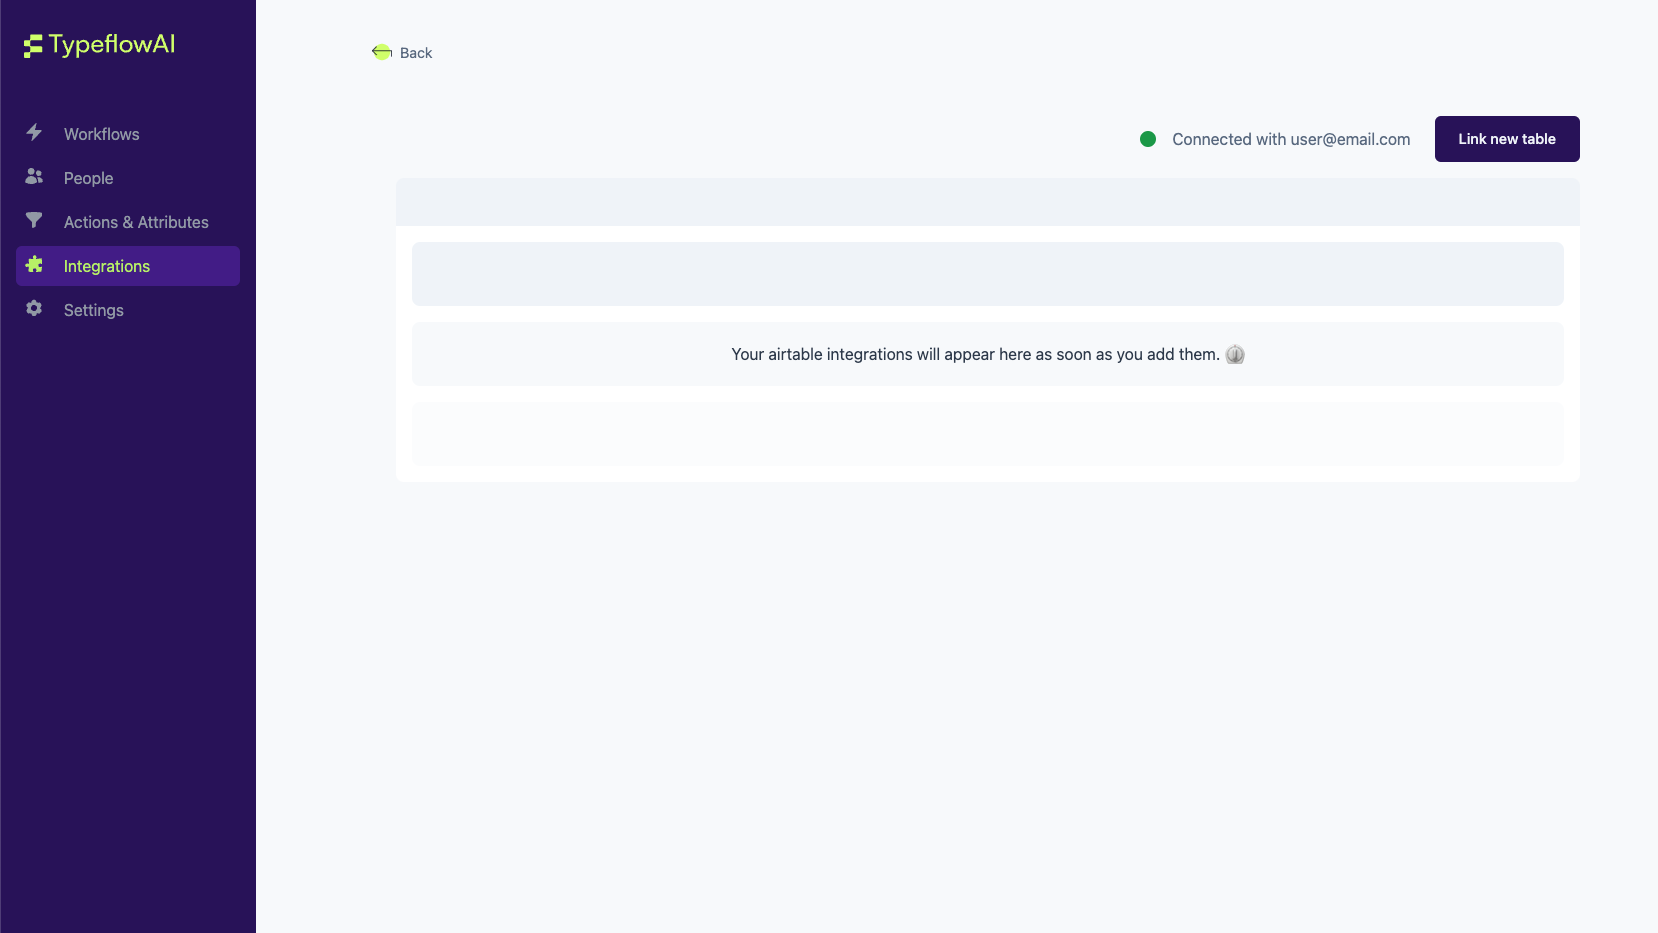 TypeflowAI
Back
Workflows
People
Actions & Attributes
Integrations
Settings
Connected with user@email.com
Link new table
Your airtable integrations will appear here as soon as you add them.